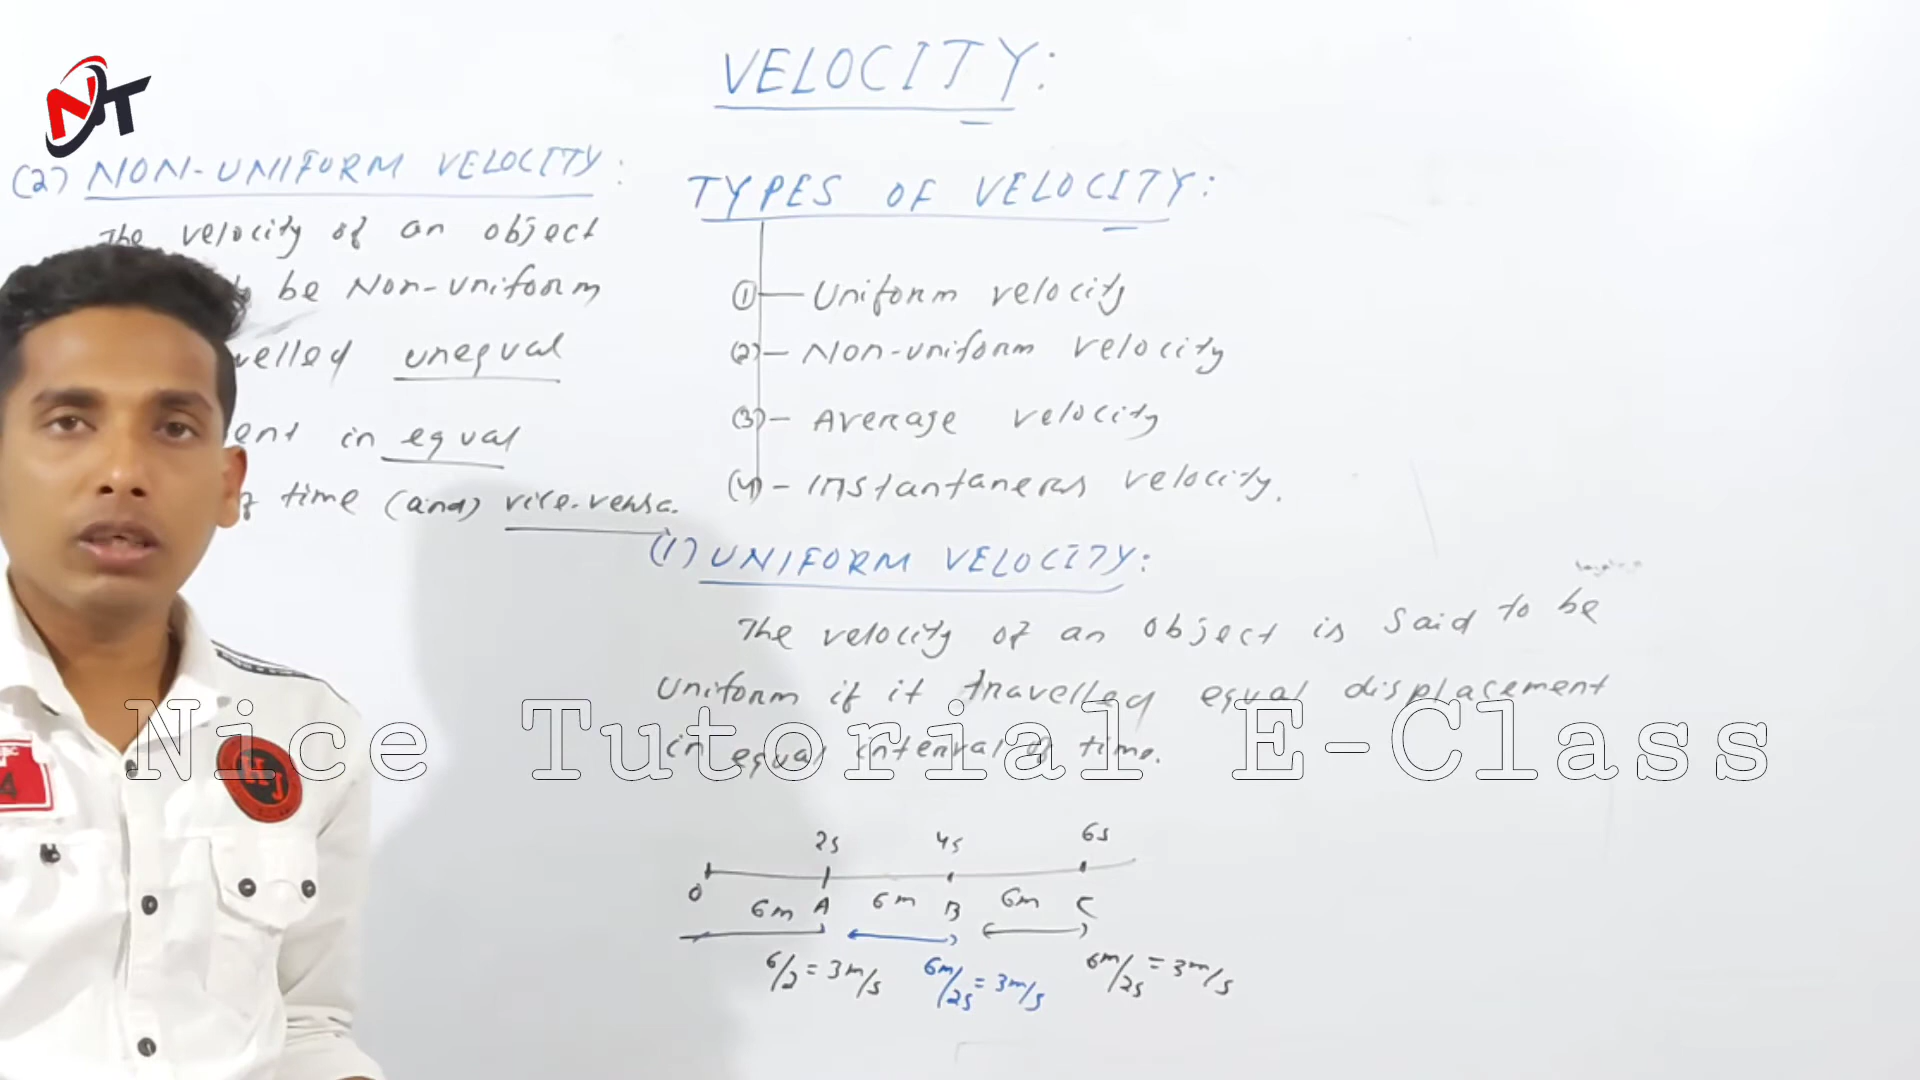 NT
VELOCITY:
(2) NON-UNIFORM VELOCITY:
The velocity of an object
be Non-uniform
velled unequal
ent in equal
time (and) vice-versa.
TYPES OF VELOCITY:
(1) — Uniform velocity
(2) — Non-uniform velocity
(3) — Average velocity
(4) — Instantaneous velocity.
(1) UNIFORM VELOCITY:
The velocity of an object is said to be
Uniform if it travelled equal displacement
in equal interval of time.
Nice Tutorial E-Class
2s 4s 6s
O 6m A 6m B 6m C
6/2 = 3m/s 6m/2s = 3m/s 6m/2s = 3m/s
A